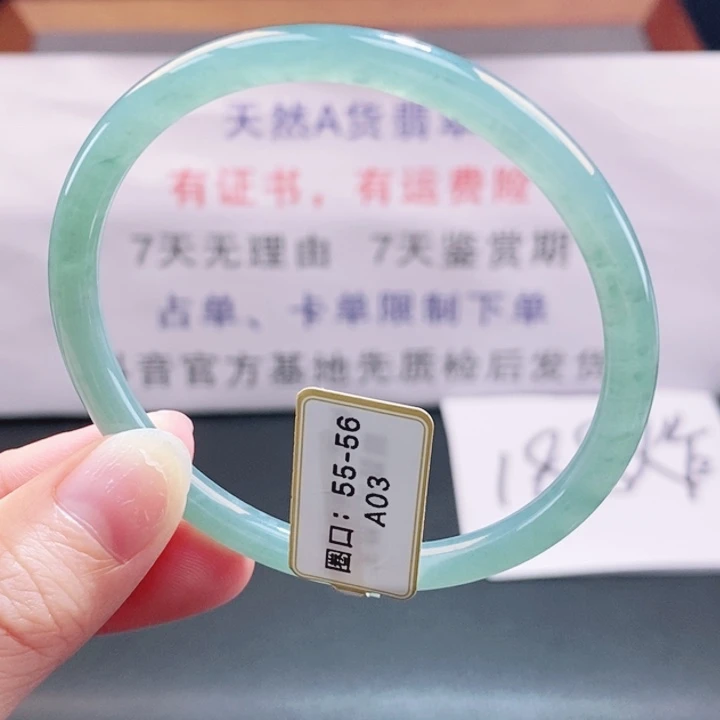 天然A货翡翠
有证书,有运费险
7天无理由 7天鉴赏期
占单、卡单限制下单
抖音官方基地先质检后发货
圈口:55-56
A03